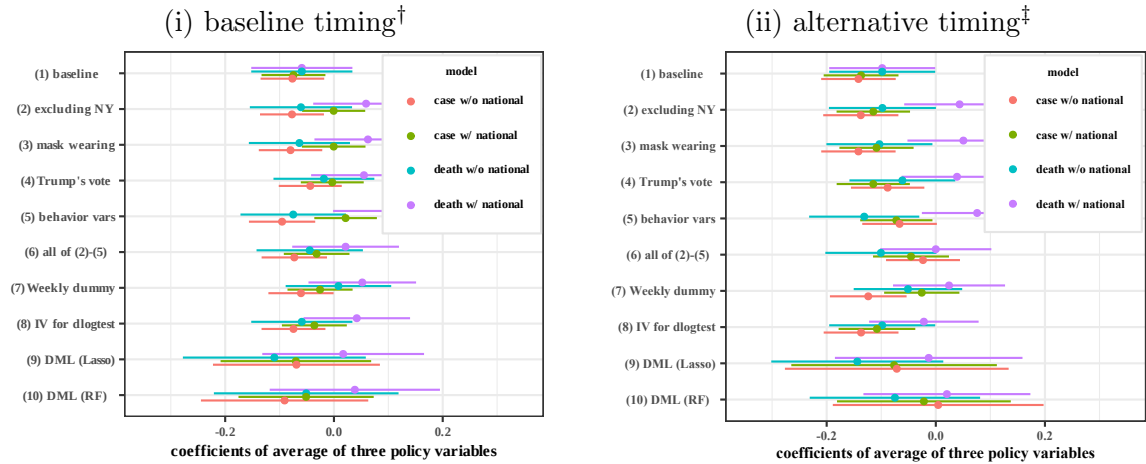 (i) baseline timing†
(1) baseline
(2) excluding NY
(3) mask wearing
(4) Trump's vote
(5) behavior vars
(6) all of (2)-(5)
(7) Weekly dummy
(8) IV for dlogtest
(9) DML (Lasso)
(10) DML (RF)
model
case w/o national
case w/ national
death w/o national
death w/ national
-0.2 0.0 0.2
coefficients of average of three policy variables
(ii) alternative timing‡
(1) baseline
(2) excluding NY
(3) mask wearing
(4) Trump's vote
(5) behavior vars
(6) all of (2)-(5)
(7) Weekly dummy
(8) IV for dlogtest
(9) DML (Lasso)
(10) DML (RF)
model
case w/o national
case w/ national
death w/o national
death w/ national
-0.2 0.0 0.2
coefficients of average of three policy variables